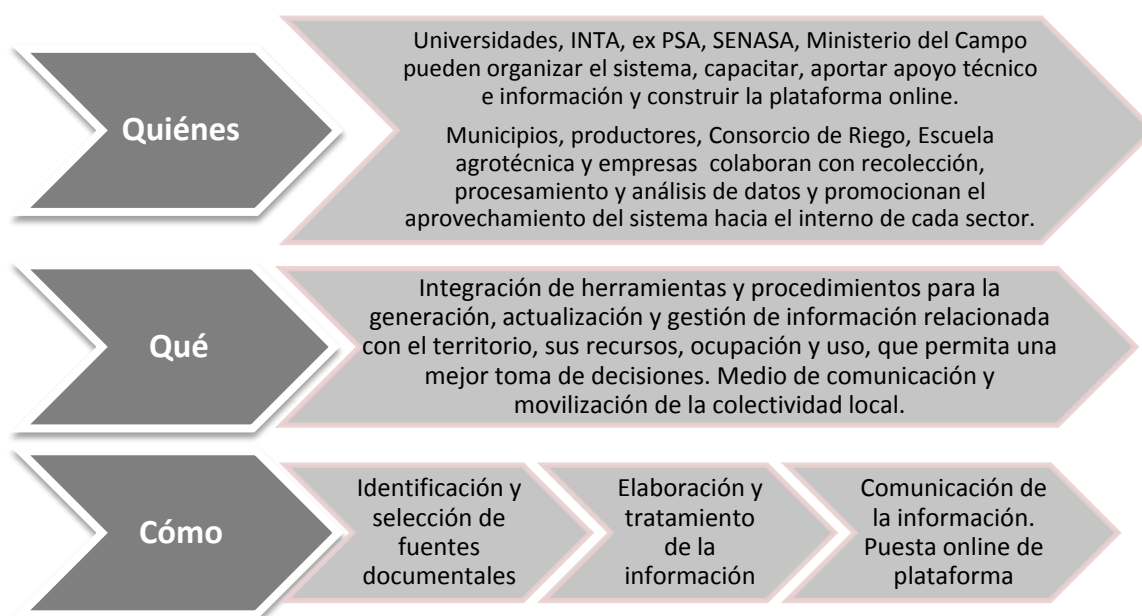 Quiénes
Universidades, INTA, ex PSA, SENASA, Ministerio del Campo
pueden organizar el sistema, capacitar, aportar apoyo técnico
e información y construir la plataforma online.
Municipios, productores, Consorcio de Riego, Escuela
agrotécnica y empresas colaboran con recolección,
procesamiento y análisis de datos y promocionan el
aprovechamiento del sistema hacia el interno de cada sector.
Qué
Integración de herramientas y procedimientos para la
generación, actualización y gestión de información relacionada
con el territorio, sus recursos, ocupación y uso, que permita una
mejor toma de decisiones. Medio de comunicación y
movilización de la colectividad local.
Cómo
Identificación y
selección de
fuentes
documentales
Elaboración y
tratamiento
de la
información
Comunicación de
la información.
Puesta online de
plataforma